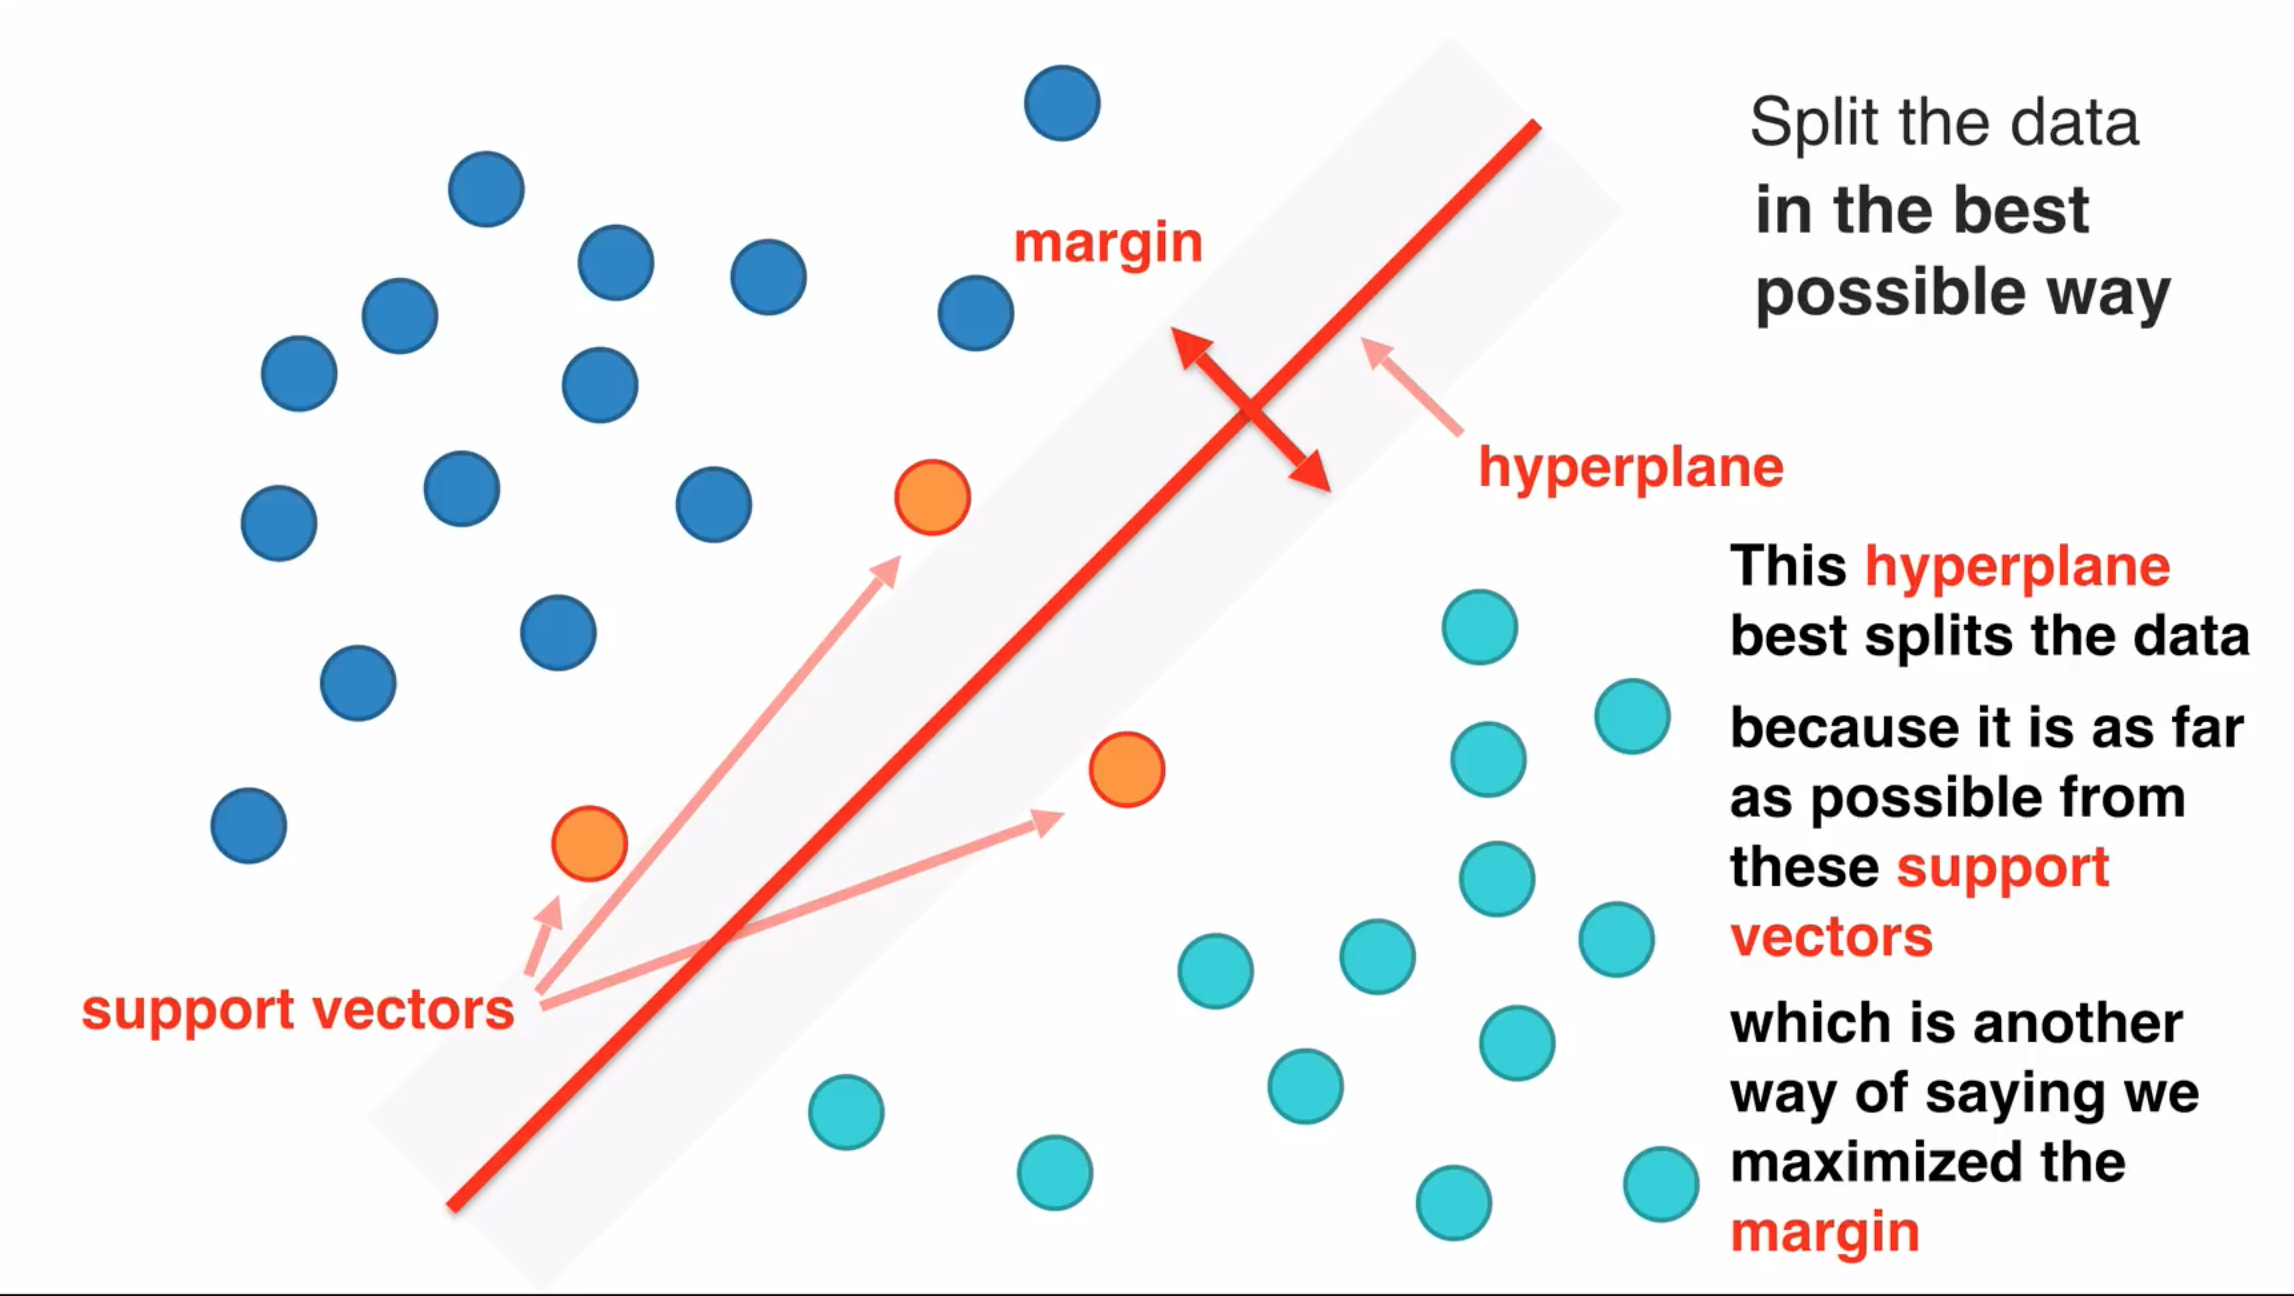 Split the data
in the best
possible way
margin
hyperplane
support vectors
This hyperplane
best splits the data
because it is as far
as possible from
these support
vectors
which is another
way of saying we
maximized the
margin